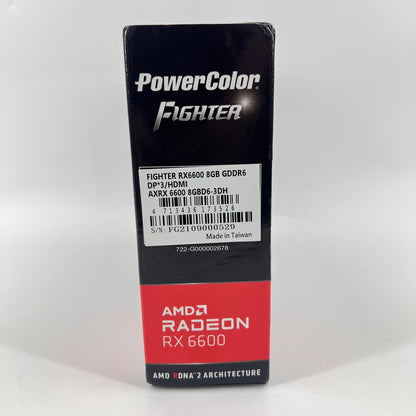 PowerColor
FIGHTER
FIGHTER RX6600 8GB GDDR6
DP*3/HDMI
AXRX 6600 8GBD6-3DH
4 713436 173526
S/N: FG2109000529
Made In Taiwan
722-G000002678
AMD
RADEON
RX 6600
AMD RDNA 2 ARCHITECTURE